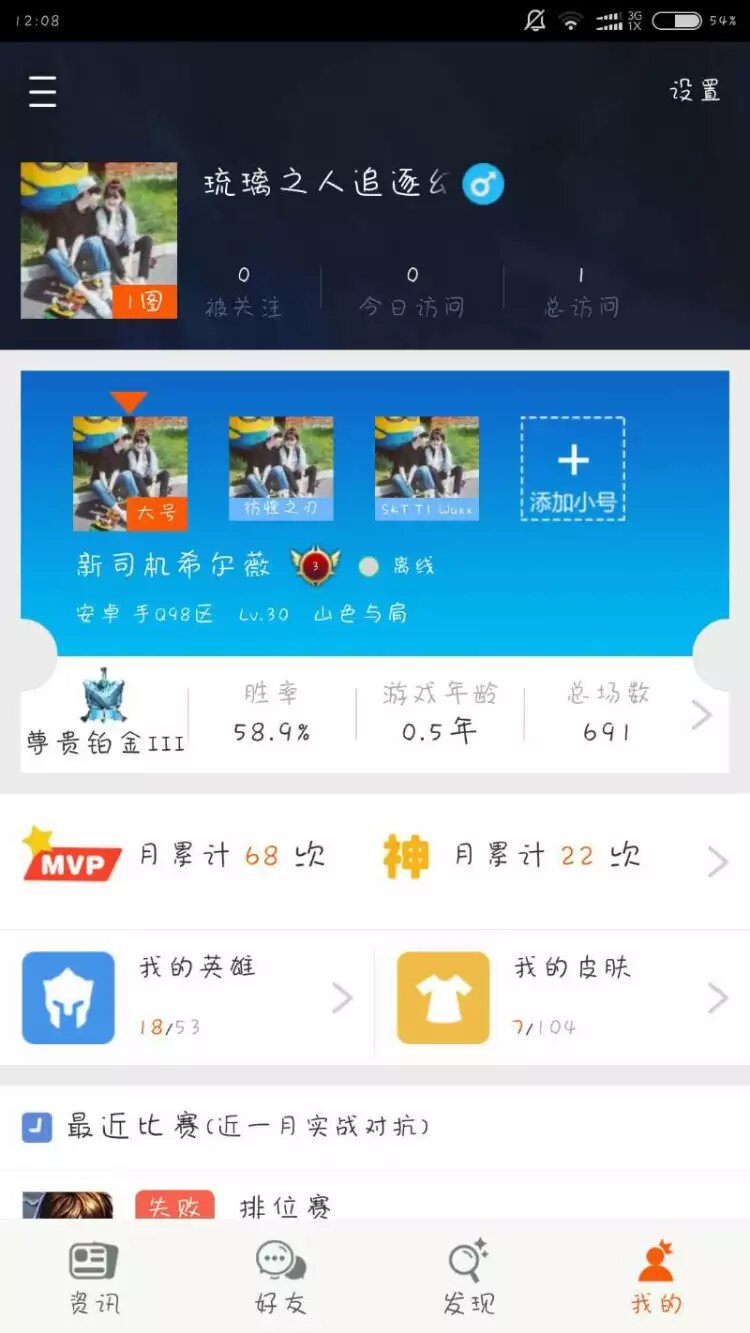 12:08
3G
1X
54%
设置
琉璃之人追逐
1图
0
0
1
被关注
今日访问
总访问
大号
彷徨之刃
SKT T1 Wuxx
添加小号
新司机希尔薇
3
离线
安卓 手Q98区 Lv.30 山色与肩
胜率
游戏年龄
总场数
58.9%
0.5年
691
尊贵铂金III
MVP 月累计 68 次
神 月累计 22 次
我的英雄
18/53
我的皮肤
7/104
最近比赛(近一月实战对抗)
失败 排位赛
资讯
好友
发现
我的